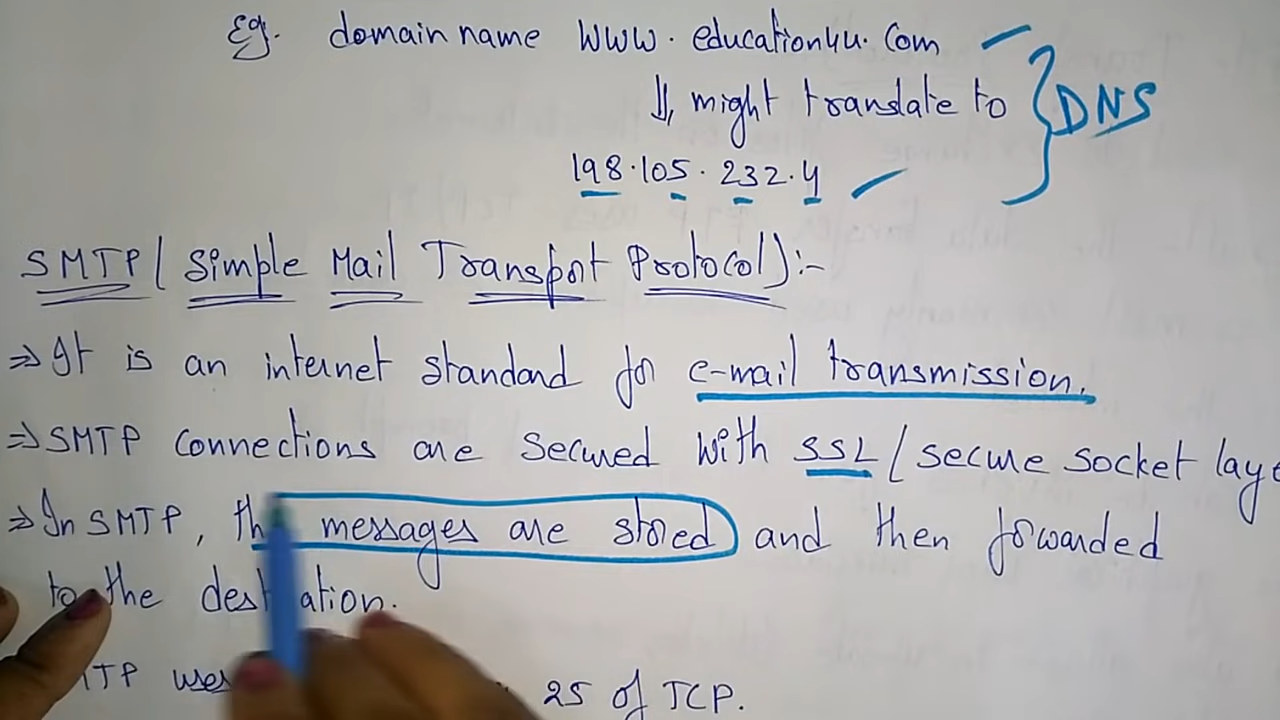 Eg. domain name www.education4u.com
⇓ might translate to } DNS
198.105.232.4
SMTP (Simple Mail Transport Protocol):-
⇒ It is an internet standard for e-mail transmission.
⇒ SMTP connections are secured with SSL (secure socket laye
⇒ In SMTP, the messages are stored and then forwarded
to the destination.
25 of TCP.